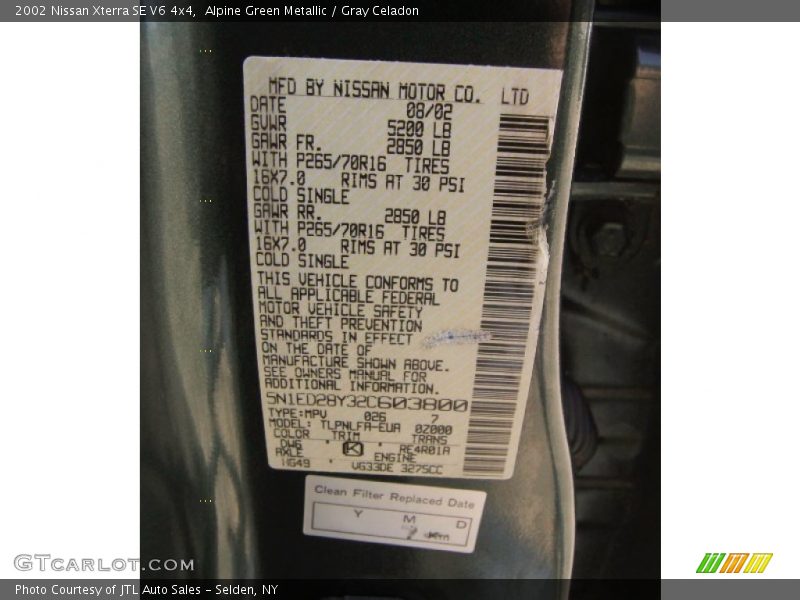 2002 Nissan Xterra SE V6 4x4,  Alpine Green Metallic / Gray Celadon
MFD BY NISSAN MOTOR CO. LTD
DATE 08/02
GVWR 5200 LB
GAWR FR. 2850 LB
WITH P265/70R16 TIRES
16X7.0 RIMS AT 30 PSI
COLD SINGLE
GAWR RR. 2850 LB
WITH P265/70R16 TIRES
16X7.0 RIMS AT 30 PSI
COLD SINGLE
THIS VEHICLE CONFORMS TO
ALL APPLICABLE FEDERAL
MOTOR VEHICLE SAFETY
AND THEFT PREVENTION
STANDARDS IN EFFECT
ON THE DATE OF
MANUFACTURE SHOWN ABOVE.
SEE OWNERS MANUAL FOR
ADDITIONAL INFORMATION.
5N1ED28Y32C603800
TYPE:MPV 026 7
MODEL: TLPNLFA-EUA 02000
COLOR TRIM TRANS
DW6 K RE4R01A
AXLE ENGINE
HG49 VG33DE 3275CC
Clean Filter Replaced Date
Y M D
km
GTCarLot.com
Photo Courtesy of JTL Auto Sales - Selden, NY